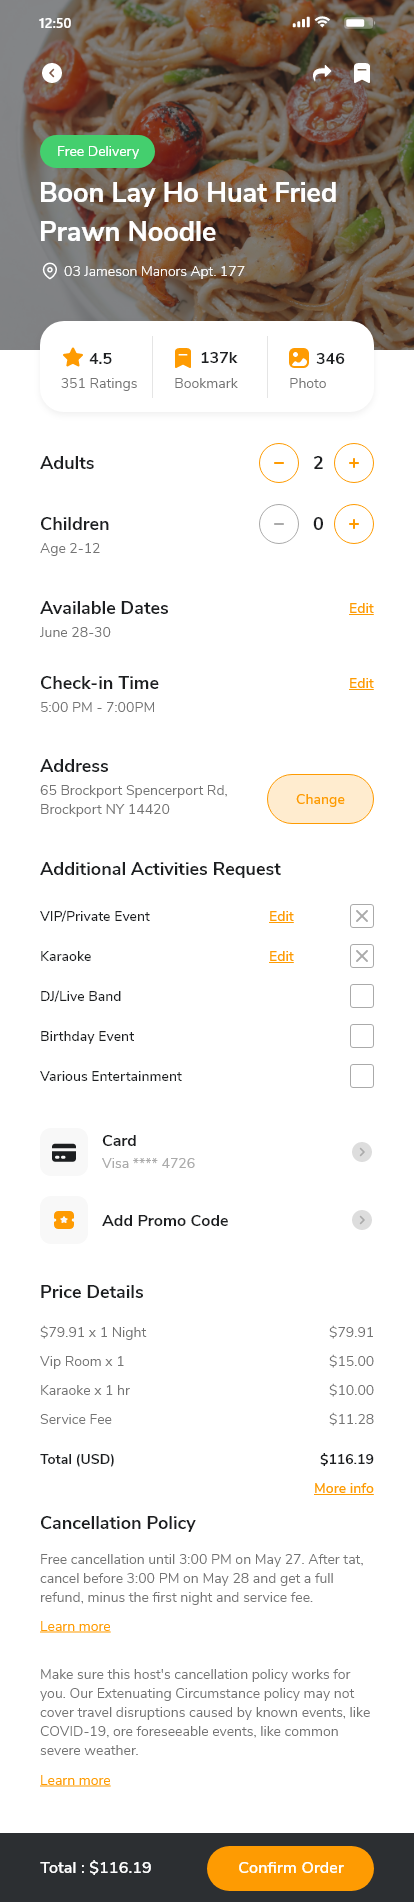 12:50
Free Delivery
Boon Lay Ho Huat Fried
Prawn Noodle
03 Jameson Manors Apt. 177
4.5
351 Ratings
137k
Bookmark
346
Photo
Adults
2
Children
0
Age 2-12
Available Dates
Edit
June 28-30
Check-in Time
Edit
5:00 PM - 7:00PM
Address
65 Brockport Spencerport Rd,
Brockport NY 14420
Change
Additional Activities Request
VIP/Private Event
Edit
Karaoke
Edit
DJ/Live Band
Birthday Event
Various Entertainment
Card
Visa **** 4726
Add Promo Code
Price Details
$79.91 x 1 Night
$79.91
Vip Room x 1
$15.00
Karaoke x 1 hr
$10.00
Service Fee
$11.28
Total (USD)
$116.19
More info
Cancellation Policy
Free cancellation until 3:00 PM on May 27. After tat,
cancel before 3:00 PM on May 28 and get a full
refund, minus the first night and service fee.
Learn more
Make sure this host's cancellation policy works for
you. Our Extenuating Circumstance policy may not
cover travel disruptions caused by known events, like
COVID-19, ore foreseeable events, like common
severe weather.
Learn more
Total : $116.19
Confirm Order